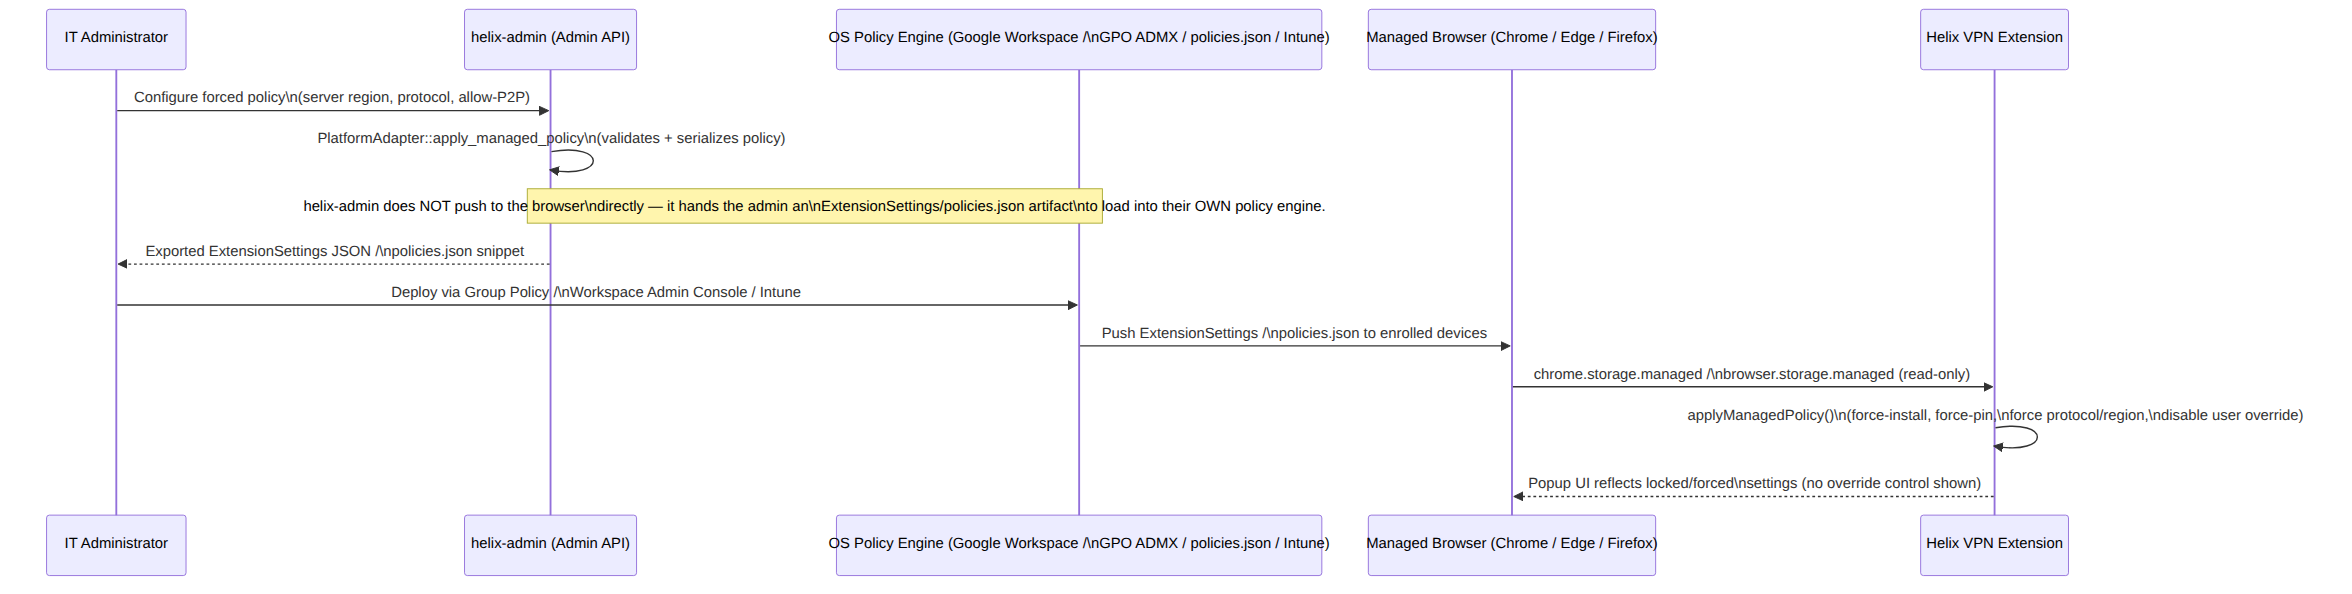 IT Administrator
helix-admin (Admin API)
OS Policy Engine (Google Workspace /\nGPO ADMX / policies.json / Intune)
Managed Browser (Chrome / Edge / Firefox)
Helix VPN Extension
Configure forced policy\n(server region, protocol, allow-P2P)
PlatformAdapter::apply_managed_policy\n(validates + serializes policy)
helix-admin does NOT push to the browser\ndirectly — it hands the admin an\nExtensionSettings/policies.json artifact\nto load into their OWN policy engine.
Exported ExtensionSettings JSON /\npolicies.json snippet
Deploy via Group Policy /\nWorkspace Admin Console / Intune
Push ExtensionSettings /\npolicies.json to enrolled devices
chrome.storage.managed /\nbrowser.storage.managed (read-only)
applyManagedPolicy()\n(force-install, force-pin,\nforce protocol/region,\ndisable user override)
Popup UI reflects locked/forced\nsettings (no override control shown)
IT Administrator
helix-admin (Admin API)
OS Policy Engine (Google Workspace /\nGPO ADMX / policies.json / Intune)
Managed Browser (Chrome / Edge / Firefox)
Helix VPN Extension